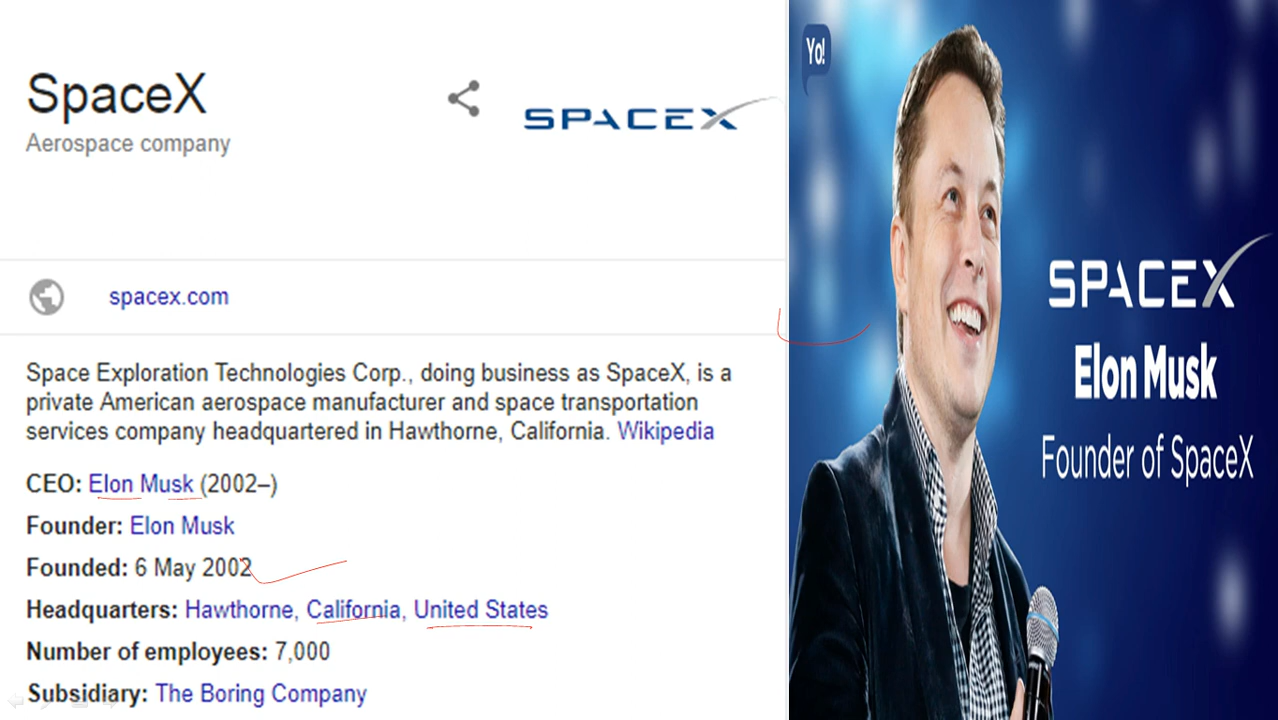 SpaceX
Aerospace company
SPACEX
spacex.com
Space Exploration Technologies Corp., doing business as SpaceX, is a
private American aerospace manufacturer and space transportation
services company headquartered in Hawthorne, California. Wikipedia
CEO: Elon Musk (2002–)
Founder: Elon Musk
Founded: 6 May 2002
Headquarters: Hawthorne, California, United States
Number of employees: 7,000
Subsidiary: The Boring Company
Yo!
SPACEX
Elon Musk
Founder of SpaceX